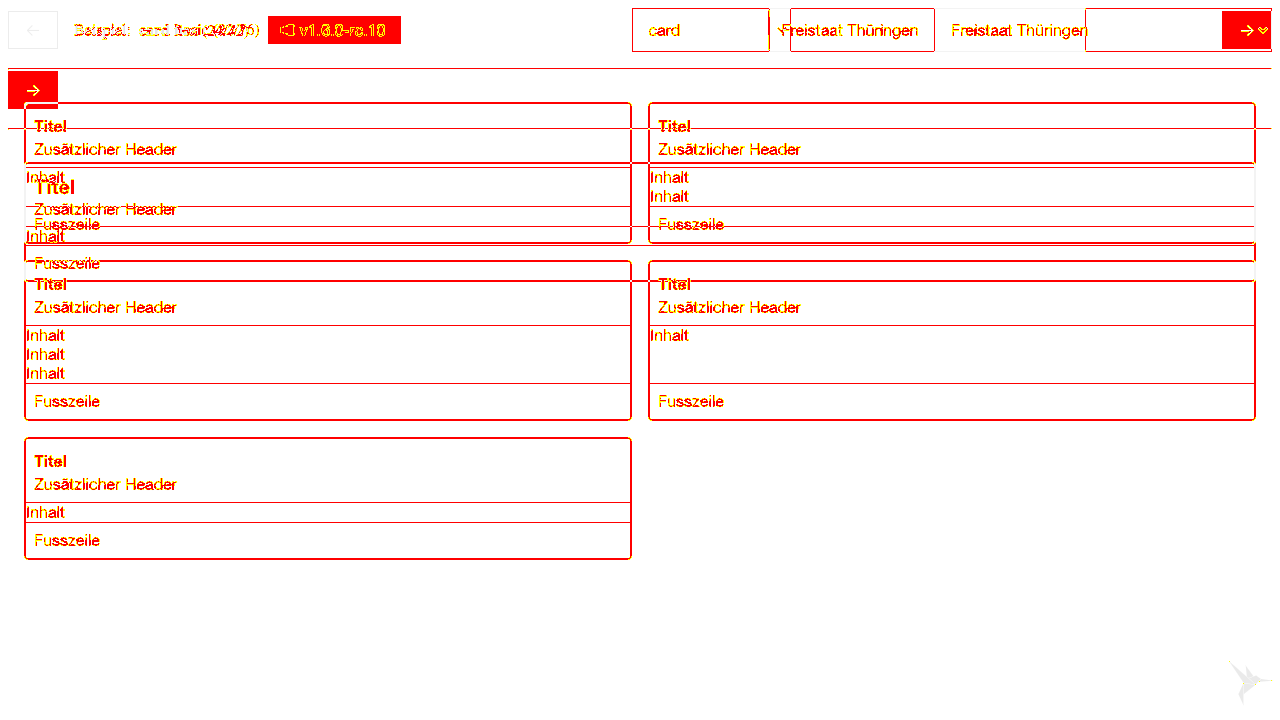 Beispiel:
v1.6.0-rc.10
card
Freistaat Thüringen
Freistaat Thüringen
Titel
Zusätzlicher Header
Inhalt
Titel
Zusätzlicher Header
Fusszeile
Inhalt
Fusszeile
Titel
Zusätzlicher Header
Inhalt
Inhalt
Fusszeile
Titel
Zusätzlicher Header
Inhalt
Inhalt
Inhalt
Fusszeile
Titel
Zusätzlicher Header
Inhalt
Fusszeile
Titel
Zusätzlicher Header
Inhalt
Fusszeile